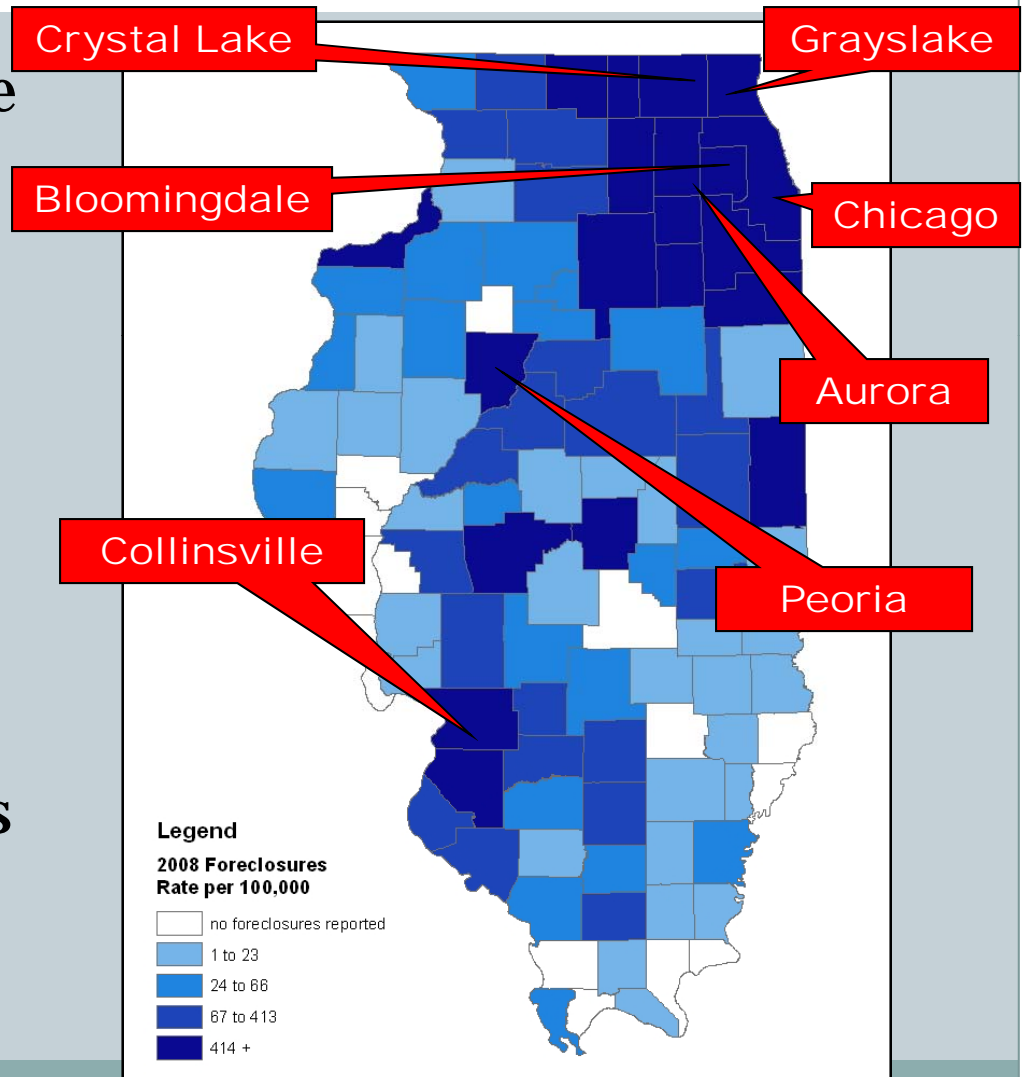 Crystal Lake
Grayslake
e
Bloomingdale
Chicago
Aurora
Collinsville
Peoria
s
Legend
2008 Foreclosures
Rate per 100,000
no foreclosures reported
1 to 23
24 to 66
67 to 413
414 +